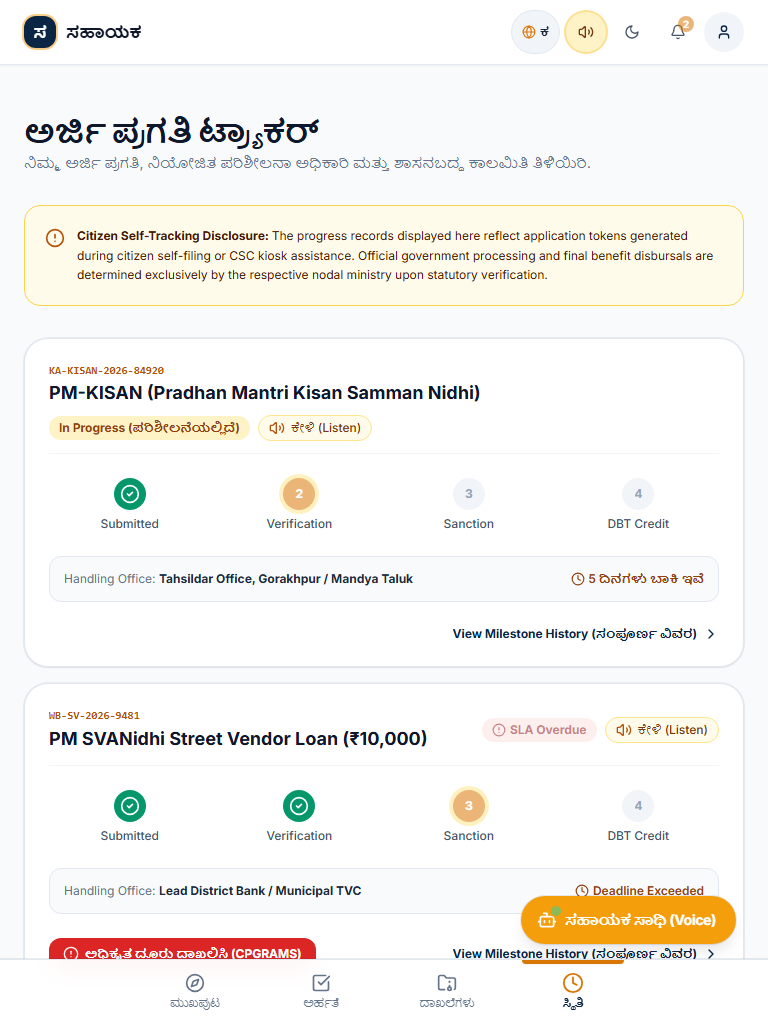 ಸ ಸಹಾಯಕ
ಕ
2
ಅರ್ಜಿ ಪ್ರಗತಿ ಟ್ರ್ಯಾಕರ್
ನಿಮ್ಮ ಅರ್ಜಿ ಪ್ರಗತಿ, ನಿಯೋಜಿತ ಪರಿಶೀಲನಾ ಅಧಿಕಾರಿ ಮತ್ತು ಶಾಸನಬದ್ಧ ಕಾಲಮಿತಿ ತಿಳಿಯಿರಿ.
Citizen Self-Tracking Disclosure: The progress records displayed here reflect application tokens generated
during citizen self-filing or CSC kiosk assistance. Official government processing and final benefit disbursals are
determined exclusively by the respective nodal ministry upon statutory verification.
KA-KISAN-2026-84920
PM-KISAN (Pradhan Mantri Kisan Samman Nidhi)
In Progress (ಪರಿಶೀಲನೆಯಲ್ಲಿದೆ) ಕೇಳಿ (Listen)
2 3 4
Submitted Verification Sanction DBT Credit
Handling Office: Tahsildar Office, Gorakhpur / Mandya Taluk 5 ದಿನಗಳು ಬಾಕಿ ಇವೆ
View Milestone History (ಸಂಪೂರ್ಣ ವಿವರ)
WB-SV-2026-9481
PM SVANidhi Street Vendor Loan (₹10,000) SLA Overdue ಕೇಳಿ (Listen)
3 4
Submitted Verification Sanction DBT Credit
Handling Office: Lead District Bank / Municipal TVC Deadline Exceeded
ಸಹಾಯಕ ಸಾಥಿ (Voice)
ಅಧಿಕೃತ ದೂರು ದಾಖಲಿಸಿ (CPGRAMS) View Milestone History (ಸಂಪೂರ್ಣ ವಿವರ)
ಮುಖಪುಟ ಅರ್ಹತೆ ದಾಖಲೆಗಳು ಸ್ಥಿತಿ